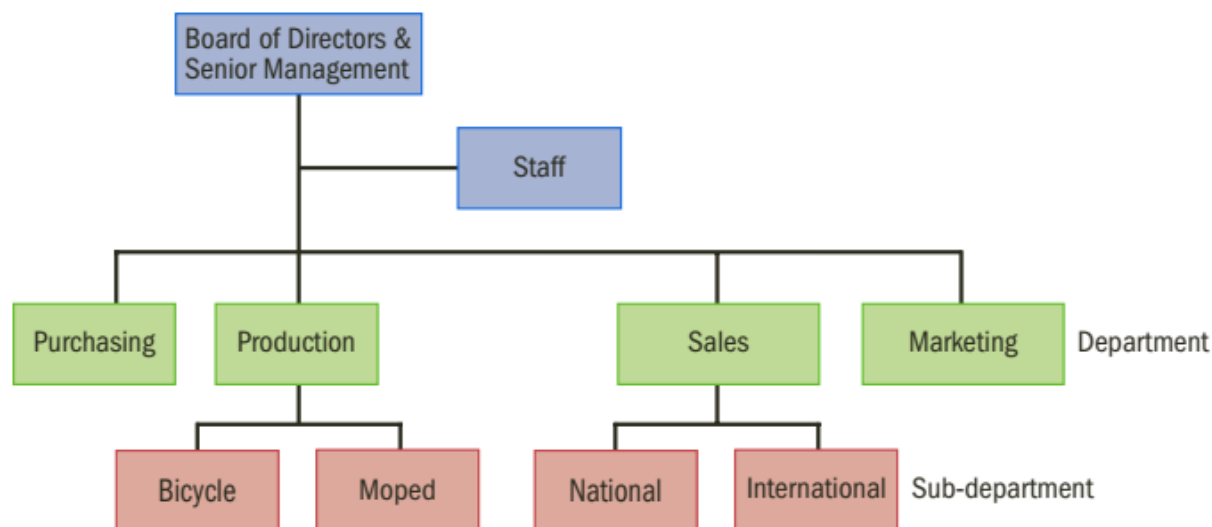 Board of Directors &
Senior Management
Staff
Purchasing
Production
Sales
Marketing
Department
Bicycle
Moped
National
International
Sub-department